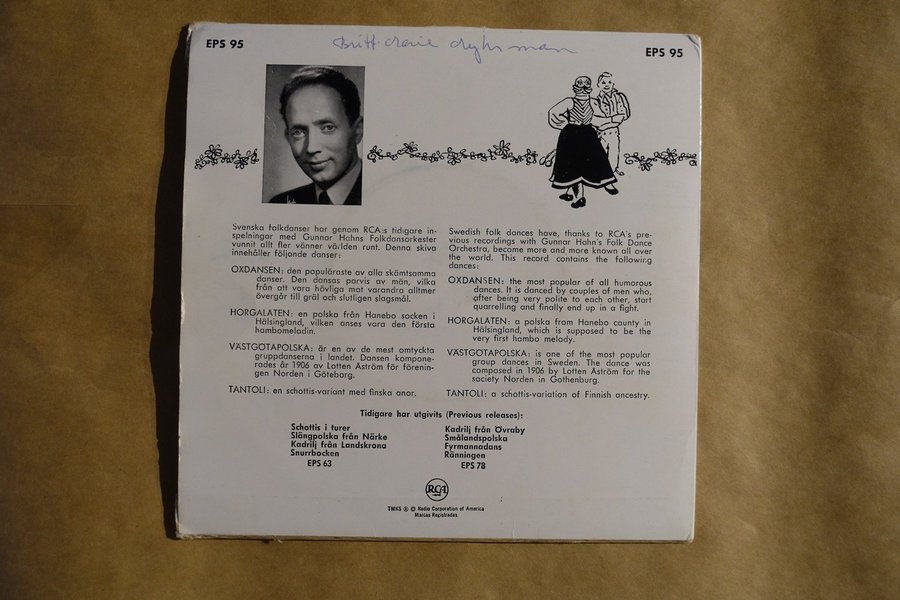 EPS 95
Britt-Marie
EPS 95
Svenska folkdanser har genom RCA:s tidigare in-
spelningar med Gunnar Hahns Folkdansorkester
vunnit allt fler vänner världen runt. Denna skiva
innehåller följande danser:
OXDANSEN: den populäraste av alla skämtsamma
danser. Den dansas parvis av män, vilka
från att vara hövliga mot varandra alltmer
övergår till gräl och slutligen slagsmål.
HORGALATEN: en polska från Hanebo socken i
Hälsingland, vilken anses vara den första
hambomelodin.
VÄSTGÖTAPOLSKA: är en av de mest omtyckta
gruppdanserna i landet. Dansen kompone-
rades år 1906 av Lotten Aström för förenin-
gen Norden i Göteborg.
TANTOLI: en schottis-variant med finska anor.
Swedish folk dances have, thanks to RCA's pre-
vious recordings with Gunnar Hahn's Folk Dance
Orchestra, become more and more known all over
the world. This record contains the following
dances:
OXDANSEN: the most popular of all humorous
dances. It is danced by couples of men who,
after being very polite to each other, start
quarrelling and finally end up in a fight.
HORGALATEN: a polska from Hanebo county in
Hälsingland, which is supposed to be the
very first hambo melody.
VÄSTGÖTAPOLSKA: is one of the most popular
group dances in Sweden. The dance was
composed in 1906 by Lotten Aström for the
society Norden in Gothenburg.
TANTOLI: a schottis-variation of Finnish ancestry.
Tidigare har utgivits (Previous releases):
Schottis i turer
Slängpolska från Närke
Kadrilj från Landskrona
Snurrbocken
EPS 63
Kadrilj från Övraby
Smålandspolska
Fyrmannadans
Ränningen
EPS 78
RCA
TMKS ® © Radio Corporation of America
Marcas Registradas